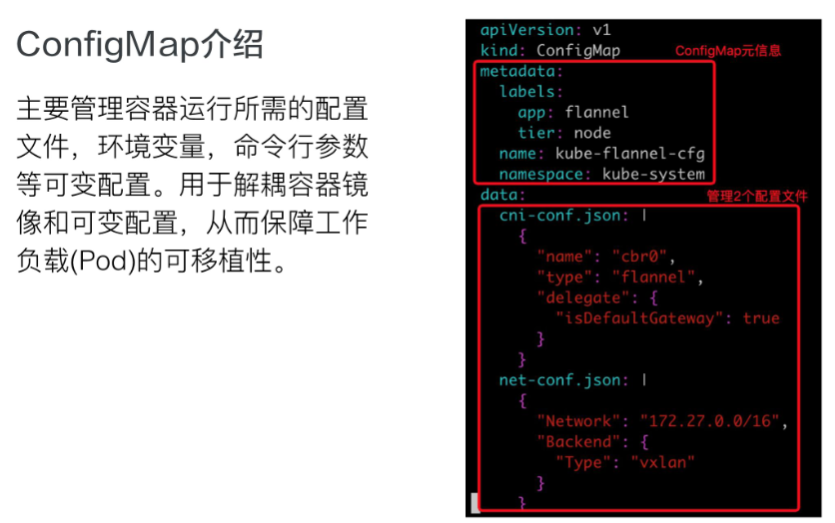 ConfigMap介绍
主要管理容器运行所需的配置
文件，环境变量，命令行参数
等可变配置。用于解耦容器镜
像和可变配置，从而保障工作
负载(Pod)的可移植性。
apiVersion: v1
kind: ConfigMap
ConfigMap元信息
metadata:
  labels:
    app: flannel
    tier: node
  name: kube-flannel-cfg
  namespace: kube-system
data:
管理2个配置文件
  cni-conf.json: |
    {
      "name": "cbr0",
      "type": "flannel",
      "delegate": {
        "isDefaultGateway": true
      }
    }
  net-conf.json: |
    {
      "Network": "172.27.0.0/16",
      "Backend": {
        "Type": "vxlan"
      }
    }